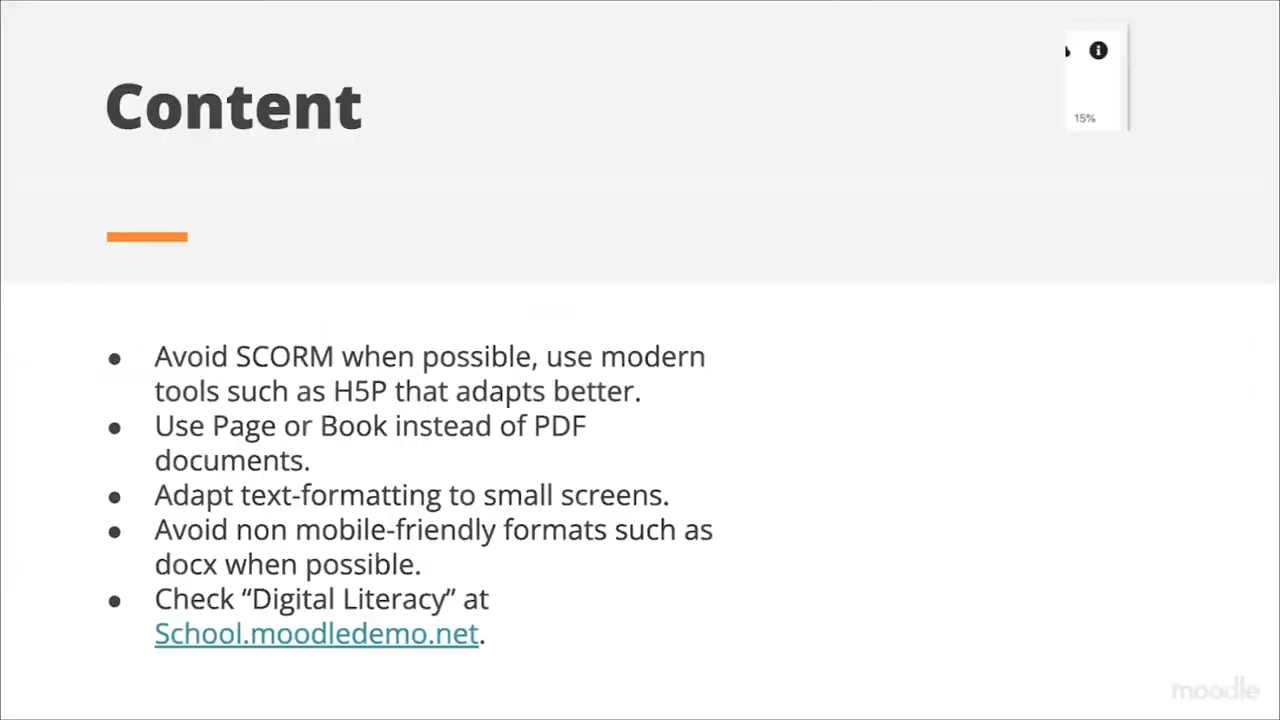 Content
15%
● Avoid SCORM when possible, use modern
tools such as H5P that adapts better.
● Use Page or Book instead of PDF
documents.
● Adapt text-formatting to small screens.
● Avoid non mobile-friendly formats such as
docx when possible.
● Check “Digital Literacy” at
School.moodledemo.net.
moodle